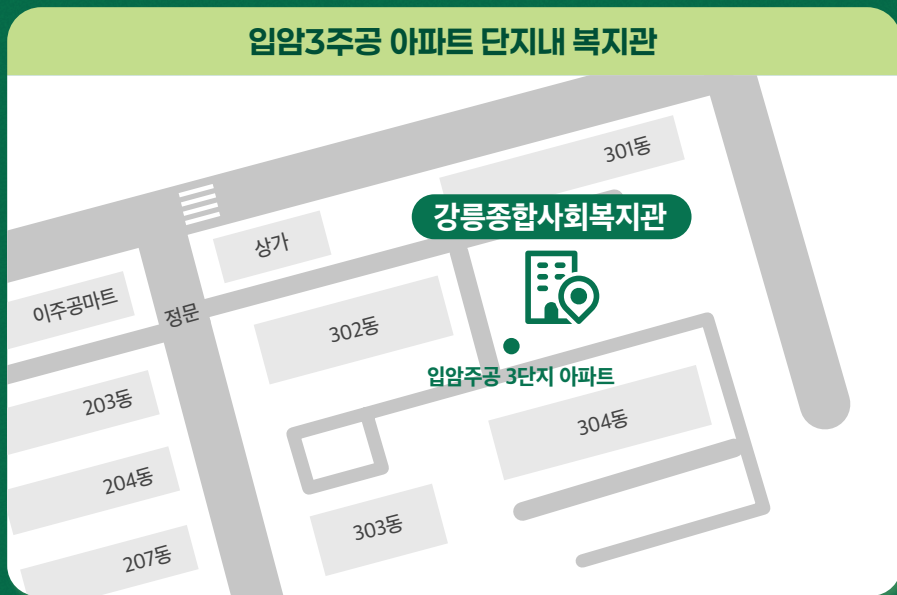 입암3주공 아파트 단지내 복지관
301동
강릉종합사회복지관
상가
이주공마트
정문
302동
입암주공 3단지 아파트
203동
304동
204동
303동
207동